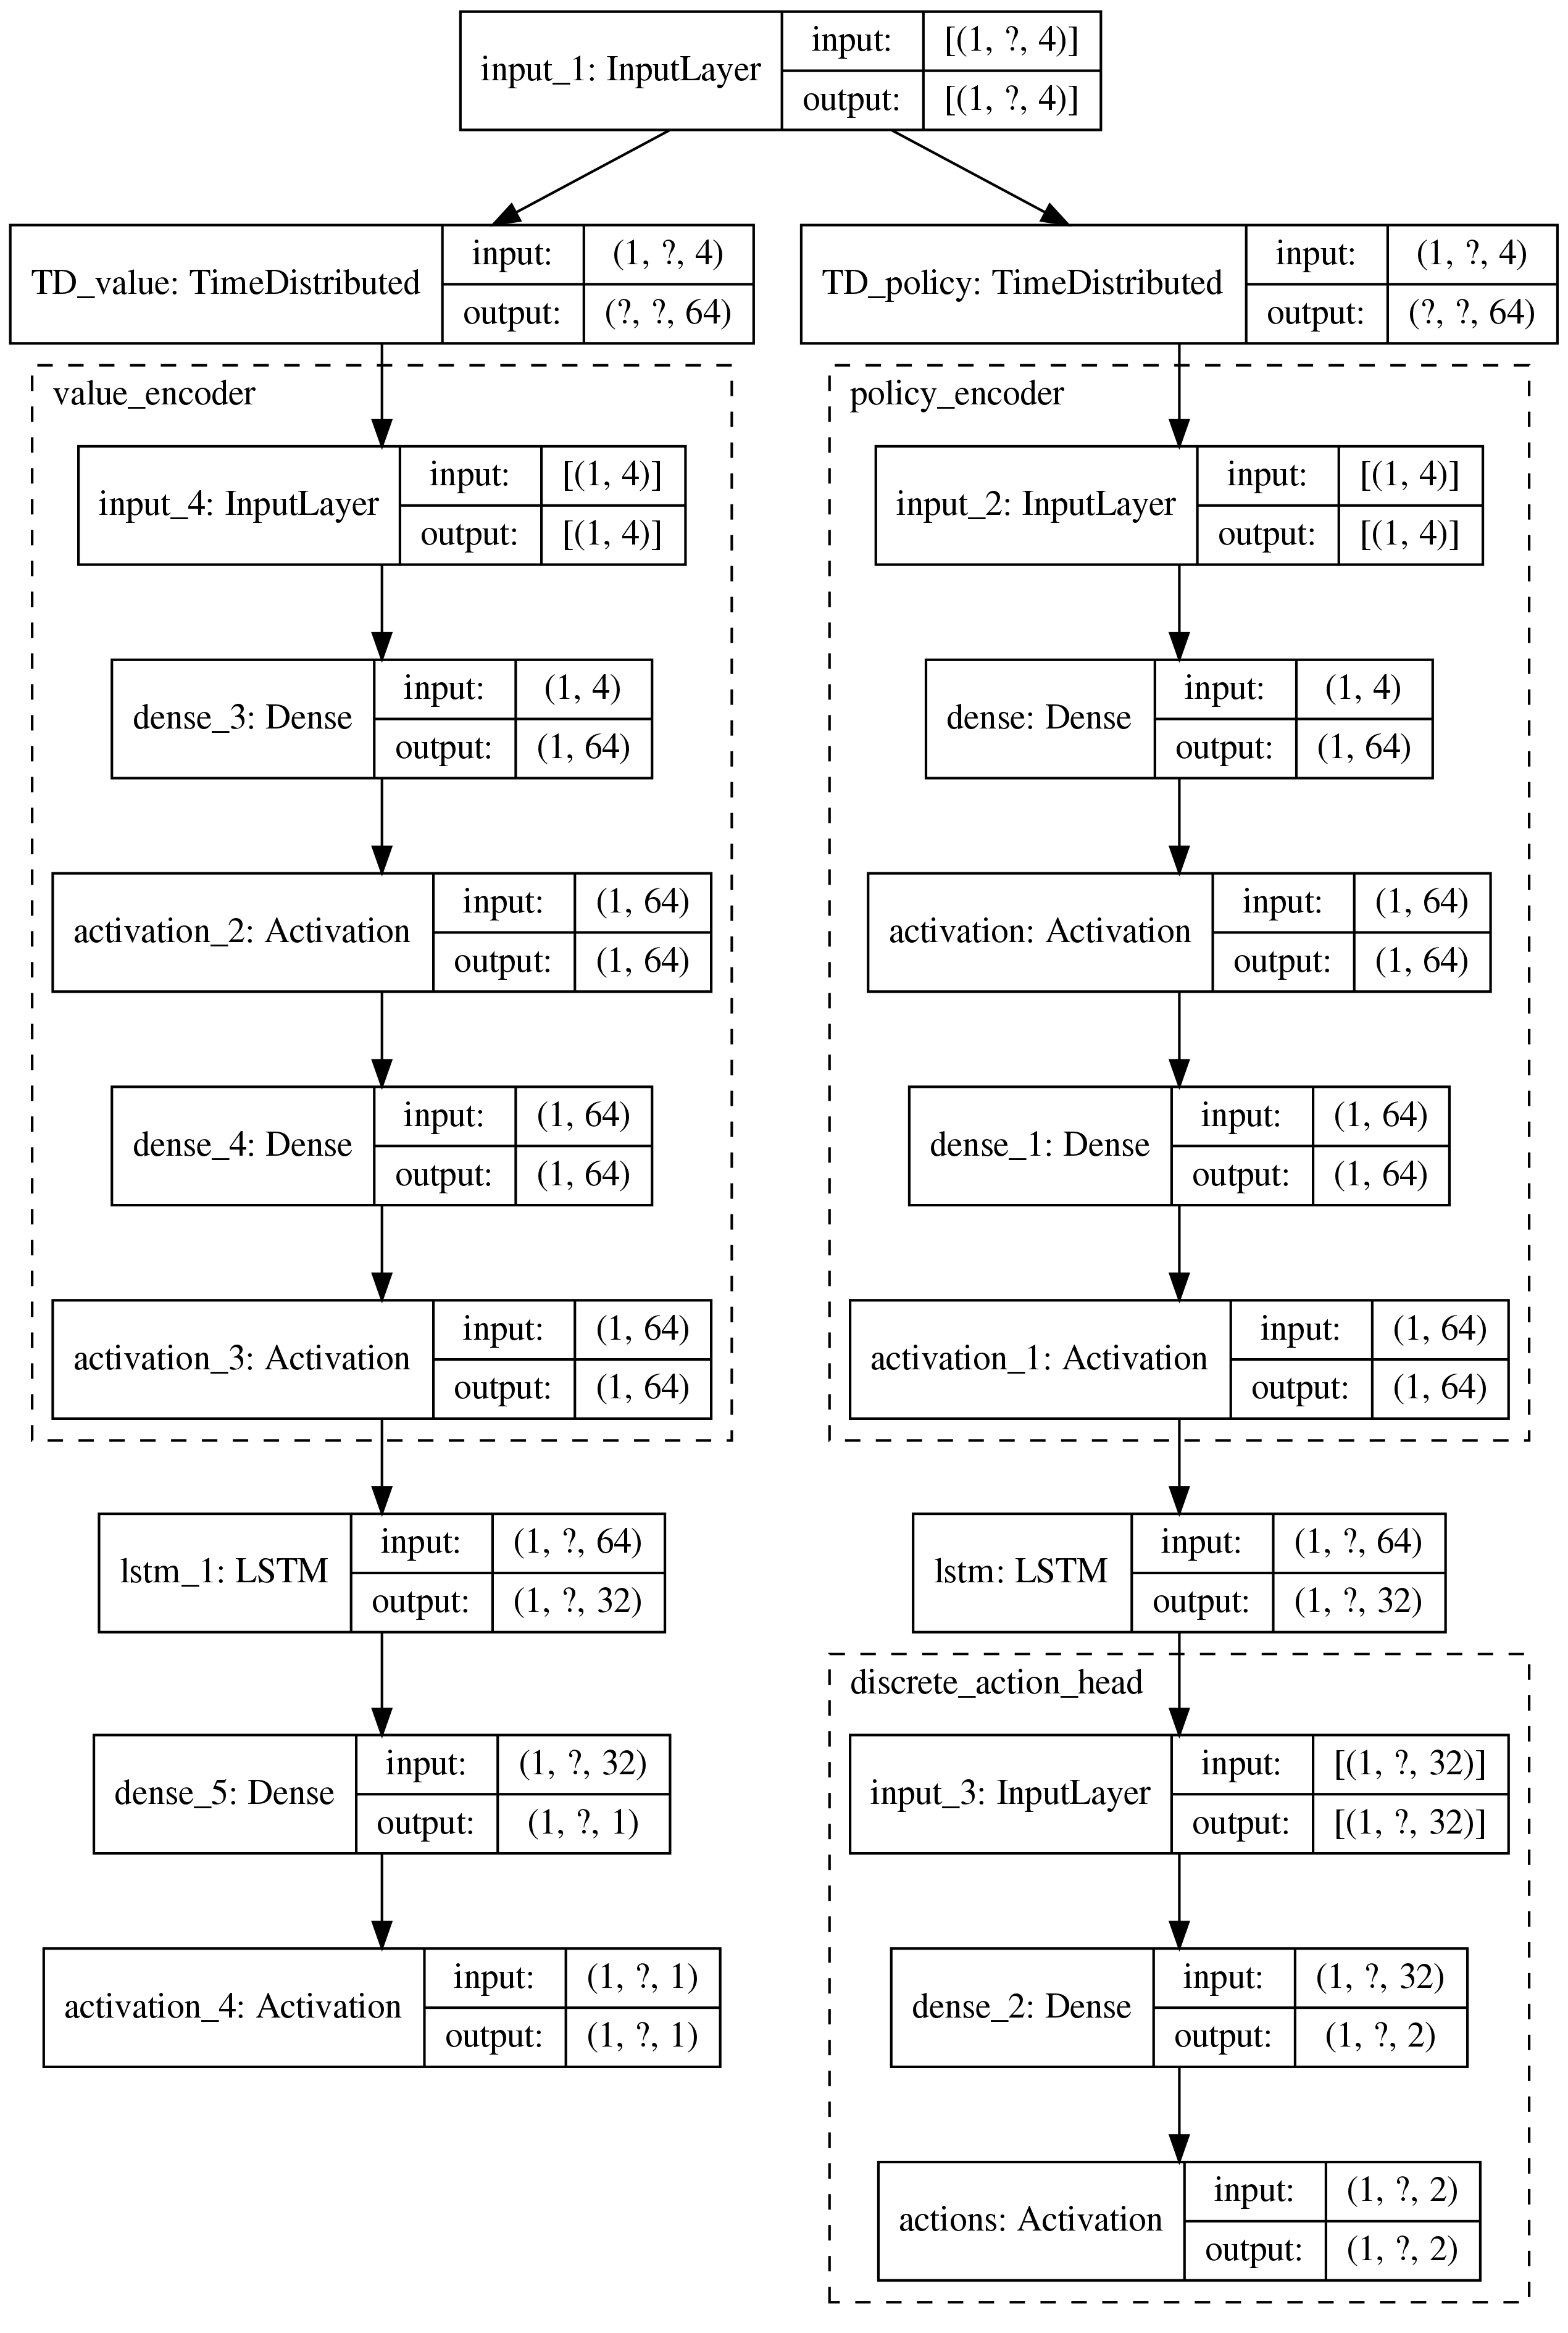 input_1: InputLayer
input: [(1, ?, 4)]
output: [(1, ?, 4)]
TD_value: TimeDistributed
input: (1, ?, 4)
output: (?, ?, 64)
value_encoder
input_4: InputLayer
input: [(1, 4)]
output: [(1, 4)]
dense_3: Dense
input: (1, 4)
output: (1, 64)
activation_2: Activation
input: (1, 64)
output: (1, 64)
dense_4: Dense
input: (1, 64)
output: (1, 64)
activation_3: Activation
input: (1, 64)
output: (1, 64)
lstm_1: LSTM
input: (1, ?, 64)
output: (1, ?, 32)
dense_5: Dense
input: (1, ?, 32)
output: (1, ?, 1)
activation_4: Activation
input: (1, ?, 1)
output: (1, ?, 1)
TD_policy: TimeDistributed
input: (1, ?, 4)
output: (?, ?, 64)
policy_encoder
input_2: InputLayer
input: [(1, 4)]
output: [(1, 4)]
dense: Dense
input: (1, 4)
output: (1, 64)
activation: Activation
input: (1, 64)
output: (1, 64)
dense_1: Dense
input: (1, 64)
output: (1, 64)
activation_1: Activation
input: (1, 64)
output: (1, 64)
lstm: LSTM
input: (1, ?, 64)
output: (1, ?, 32)
discrete_action_head
input_3: InputLayer
input: [(1, ?, 32)]
output: [(1, ?, 32)]
dense_2: Dense
input: (1, ?, 32)
output: (1, ?, 2)
actions: Activation
input: (1, ?, 2)
output: (1, ?, 2)